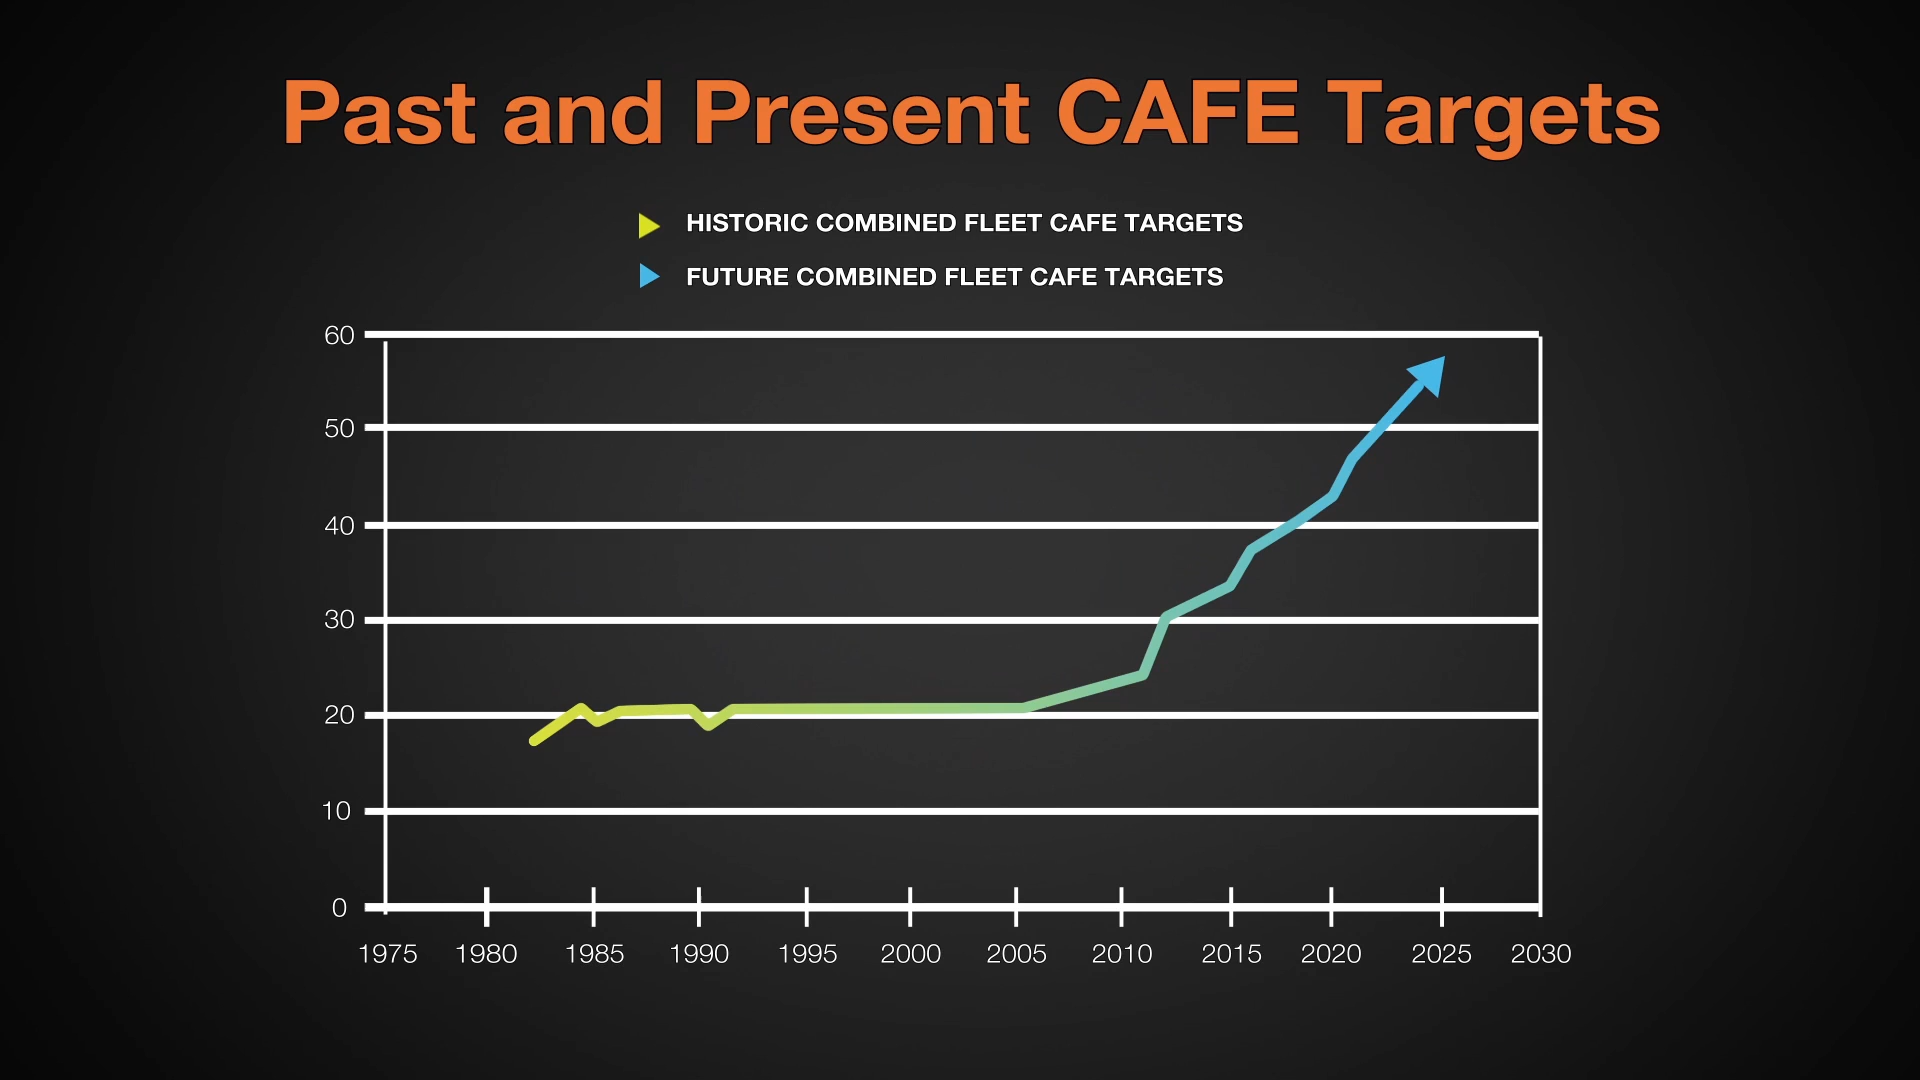 Past and Present CAFE Targets
HISTORIC COMBINED FLEET CAFE TARGETS
FUTURE COMBINED FLEET CAFE TARGETS
60
50
40
30
20
10
0
1975 1980 1985 1990 1995 2000 2005 2010 2015 2020 2025 2030